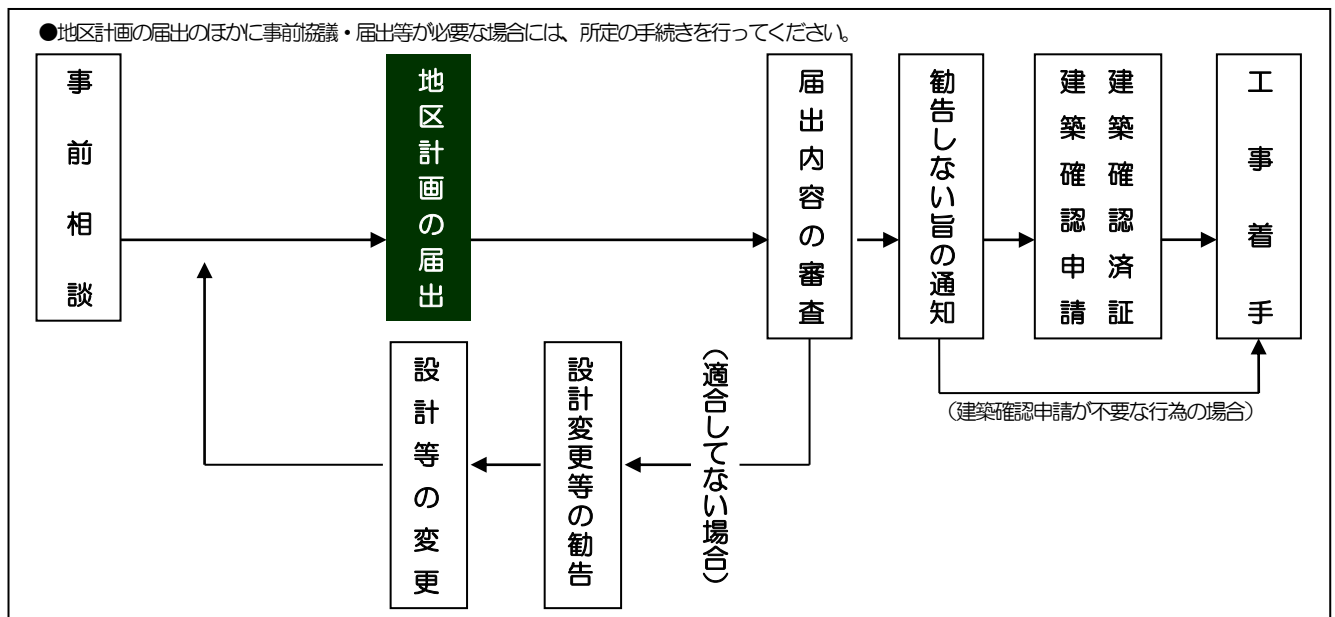 ●地区計画の届出のほかに事前協議・届出等が必要な場合には、所定の手続きを行ってください。
事前相談
地区計画の届出
届出内容の審査
勧告しない旨の通知
建築確認済証
建築確認申請
工事着手
（建築確認申請が不要な行為の場合）
（適合してない場合）
設計変更等の勧告
設計等の変更